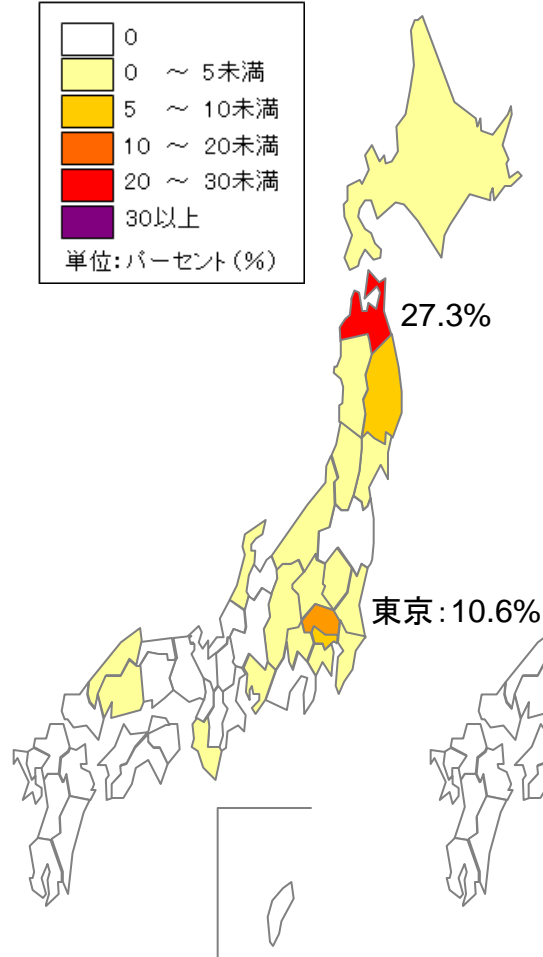 0
0 ～ 5未満
5 ～ 10未満
10 ～ 20未満
20 ～ 30未満
30以上
単位:パーセント(%)
27.3%
東京:10.6%